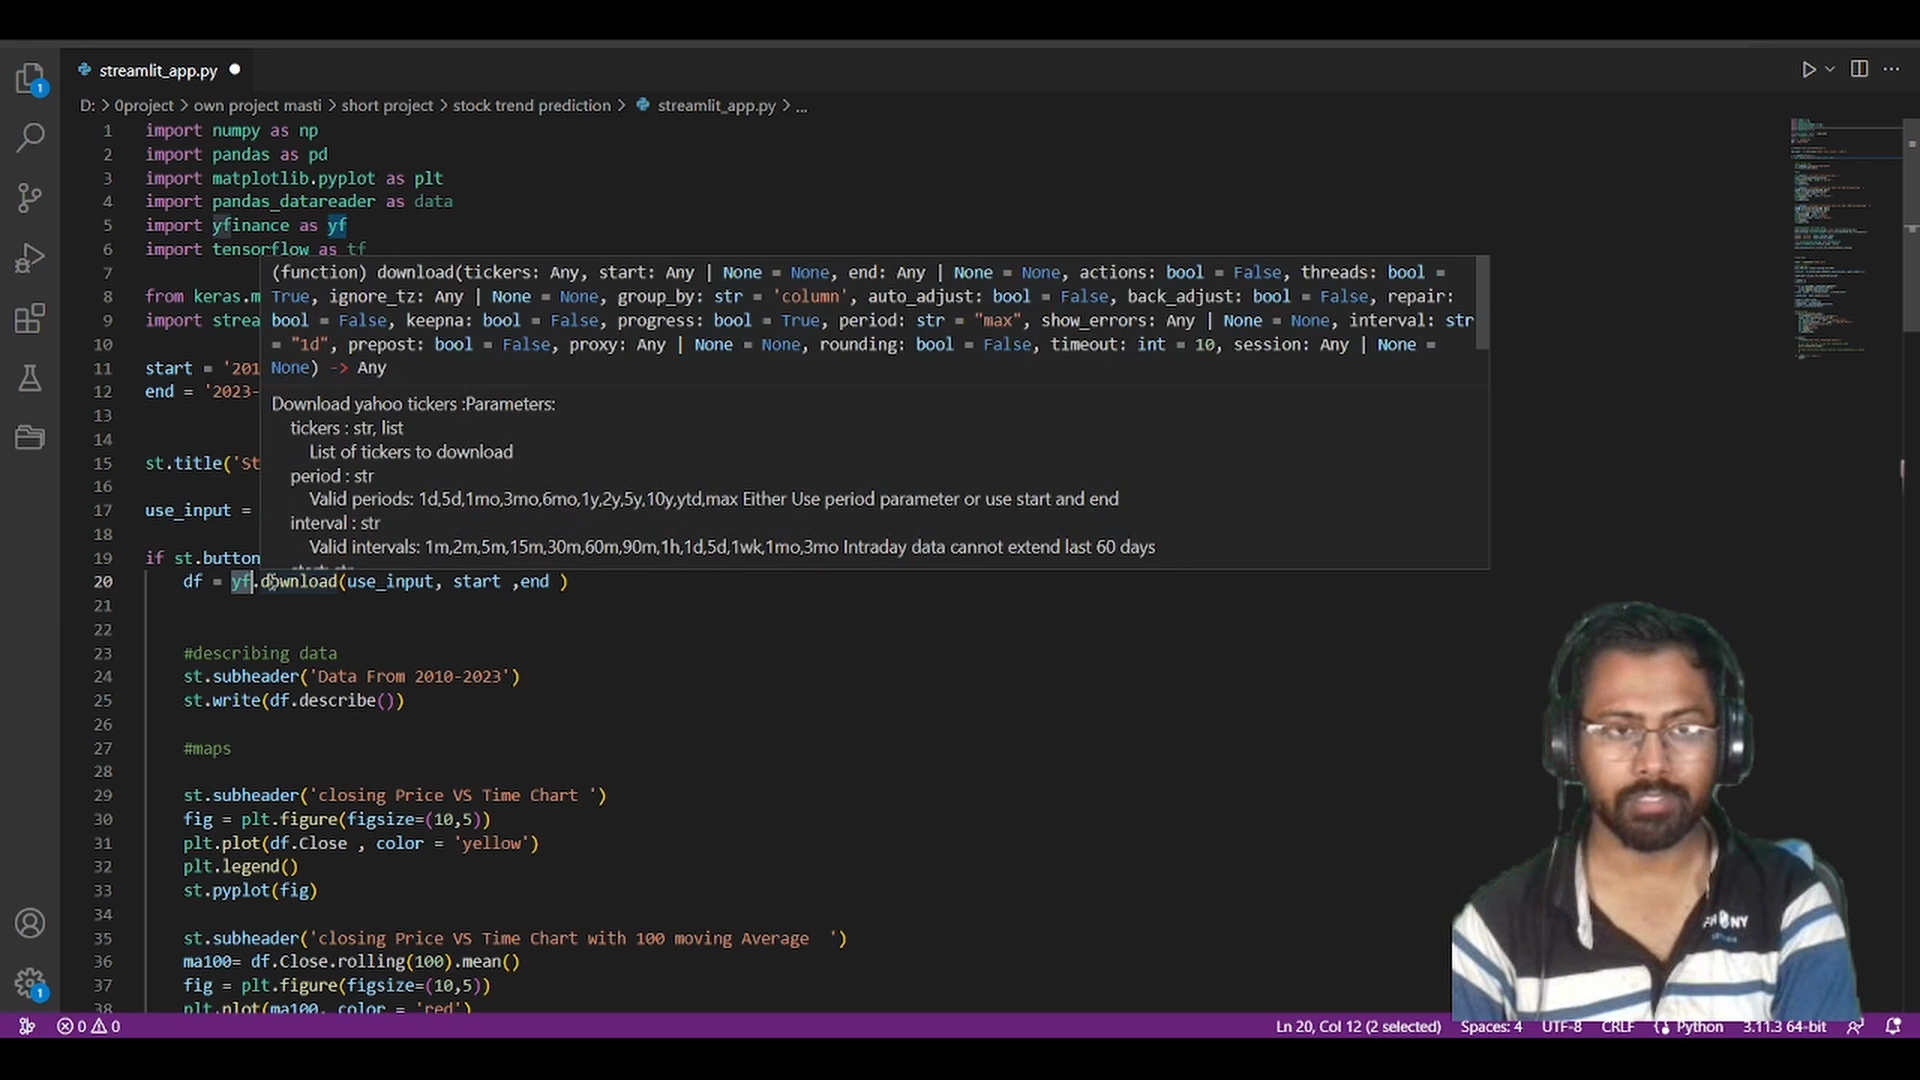 streamlit_app.py
1
D: > 0project > own project masti > short project > stock trend prediction > streamlit_app.py > ...
1 import numpy as np
2 import pandas as pd
3 import matplotlib.pyplot as plt
4 import pandas_datareader as data
5 import yfinance as yf
6 import tensorflow as tf
(function) download(tickers: Any, start: Any | None = None, end: Any | None = None, actions: bool = False, threads: bool =
7 True, ignore_tz: Any | None = None, group_by: str = 'column', auto_adjust: bool = False, back_adjust: bool = False, repair:
8 from keras.m
9 import strea
bool = False, keepna: bool = False, progress: bool = True, period: str = "max", show_errors: Any | None = None, interval: str
10 = "1d", prepost: bool = False, proxy: Any | None = None, rounding: bool = False, timeout: int = 10, session: Any | None =
11 start = '201
None) -> Any
12 end = '2023-
Download yahoo tickers :Parameters:
13
tickers : str, list
14
List of tickers to download
15 st.title('St
period : str
16
Valid periods: 1d,5d,1mo,3mo,6mo,1y,2y,5y,10y,ytd,max Either Use period parameter or use start and end
17 use_input =
interval : str
18
Valid intervals: 1m,2m,5m,15m,30m,60m,90m,1h,1d,5d,1wk,1mo,3mo Intraday data cannot extend last 60 days
19 if st.button
20 df = yf.download(use_input, start ,end )
21
22
23 #describing data
24 st.subheader('Data From 2010-2023')
25 st.write(df.describe())
26
27 #maps
28
29 st.subheader('closing Price VS Time Chart ')
30 fig = plt.figure(figsize=(10,5))
31 plt.plot(df.Close , color = 'yellow')
32 plt.legend()
33 st.pyplot(fig)
34
35 st.subheader('closing Price VS Time Chart with 100 moving Average  ')
36 ma100= df.Close.rolling(100).mean()
37 fig = plt.figure(figsize=(10,5))
38 plt.plot(ma100, color = 'red')
1
0 0 Ln 20, Col 12 (2 selected) Spaces: 4 UTF-8 CRLF Python 3.11.3 64-bit